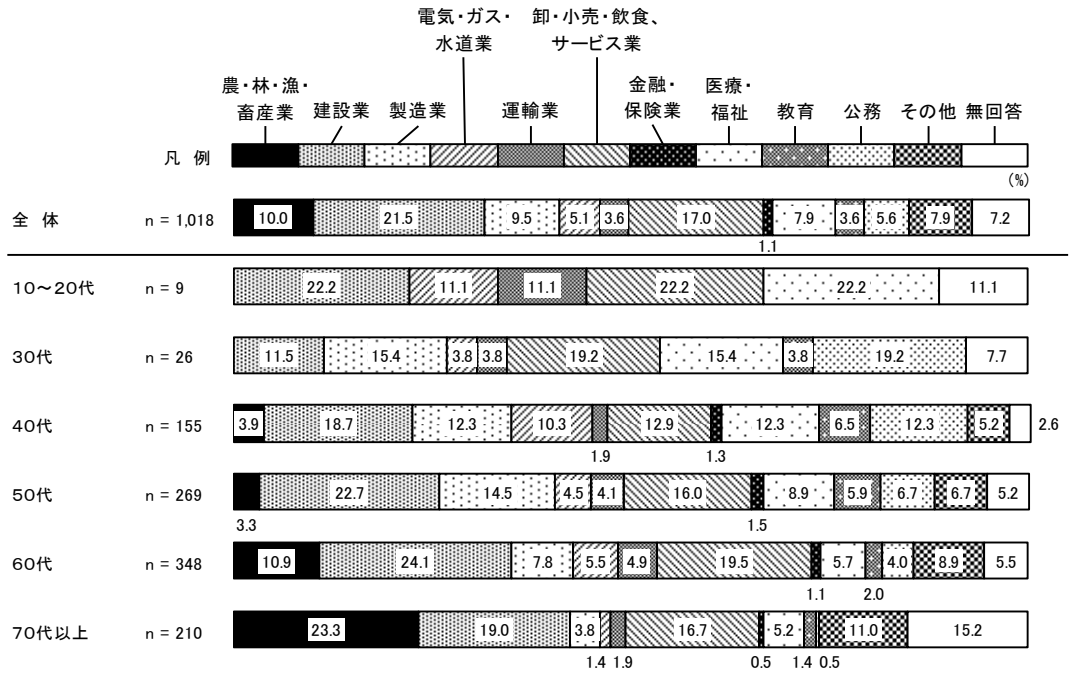 電気・ガス・
水道業
卸・小売・飲食、
サービス業
農・林・漁・
畜産業
建設業
製造業
運輸業
金融・
保険業
医療・
福祉
教育
公務
その他
無回答
凡 例
(%)
全 体 n = 1,018 10.0 21.5 9.5 5.1 3.6 17.0 7.9 3.6 5.6 7.9 7.2
1.1
10～20代 n = 9 22.2 11.1 11.1 22.2 22.2 11.1
30代 n = 26 11.5 15.4 3.8 3.8 19.2 15.4 3.8 19.2 7.7
40代 n = 155 3.9 18.7 12.3 10.3 12.9 12.3 6.5 12.3 5.2 2.6
1.9 1.3
50代 n = 269 22.7 14.5 4.5 4.1 16.0 8.9 5.9 6.7 6.7 5.2
3.3 1.5
60代 n = 348 10.9 24.1 7.8 5.5 4.9 19.5 5.7 4.0 8.9 5.5
1.1 2.0
70代以上 n = 210 23.3 19.0 3.8 16.7 5.2 11.0 15.2
1.4 1.9 0.5 1.4 0.5